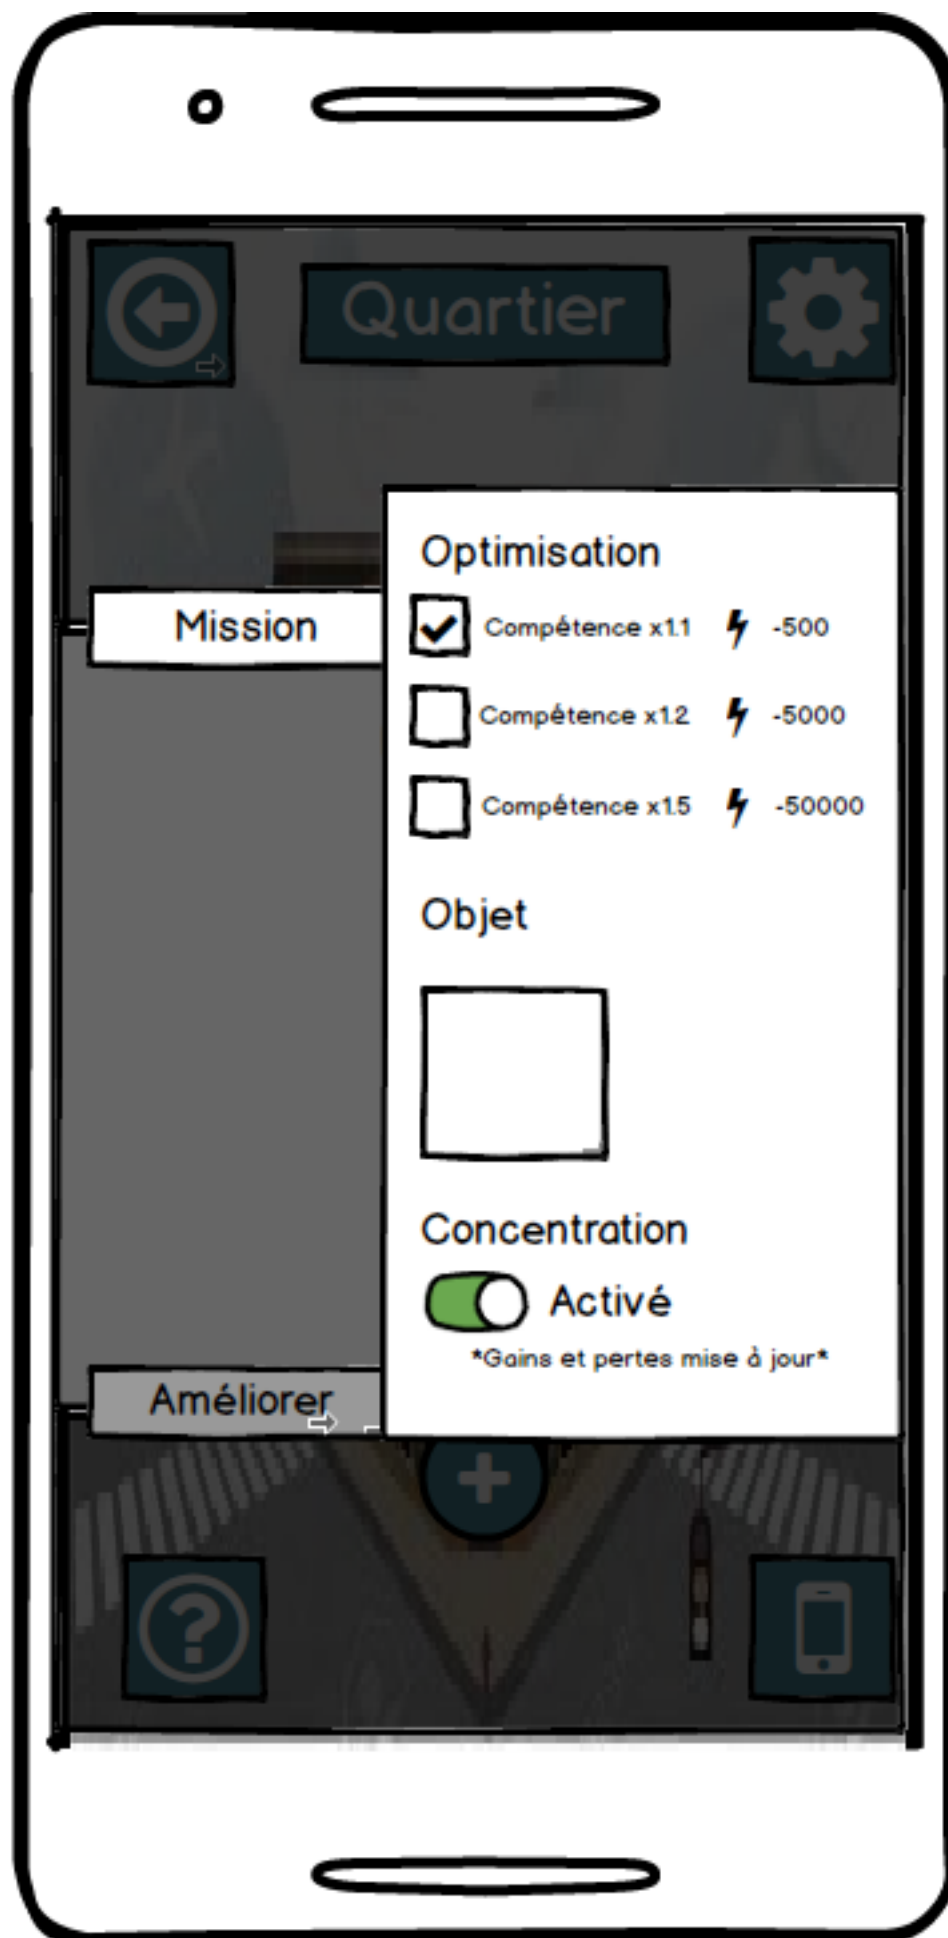 Quartier
Optimisation
Mission
Compétence x1.1 -500
Compétence x1.2 -5000
Compétence x1.5 -50000
Objet
Concentration
Activé
*Gains et pertes mise à jour*
Améliorer